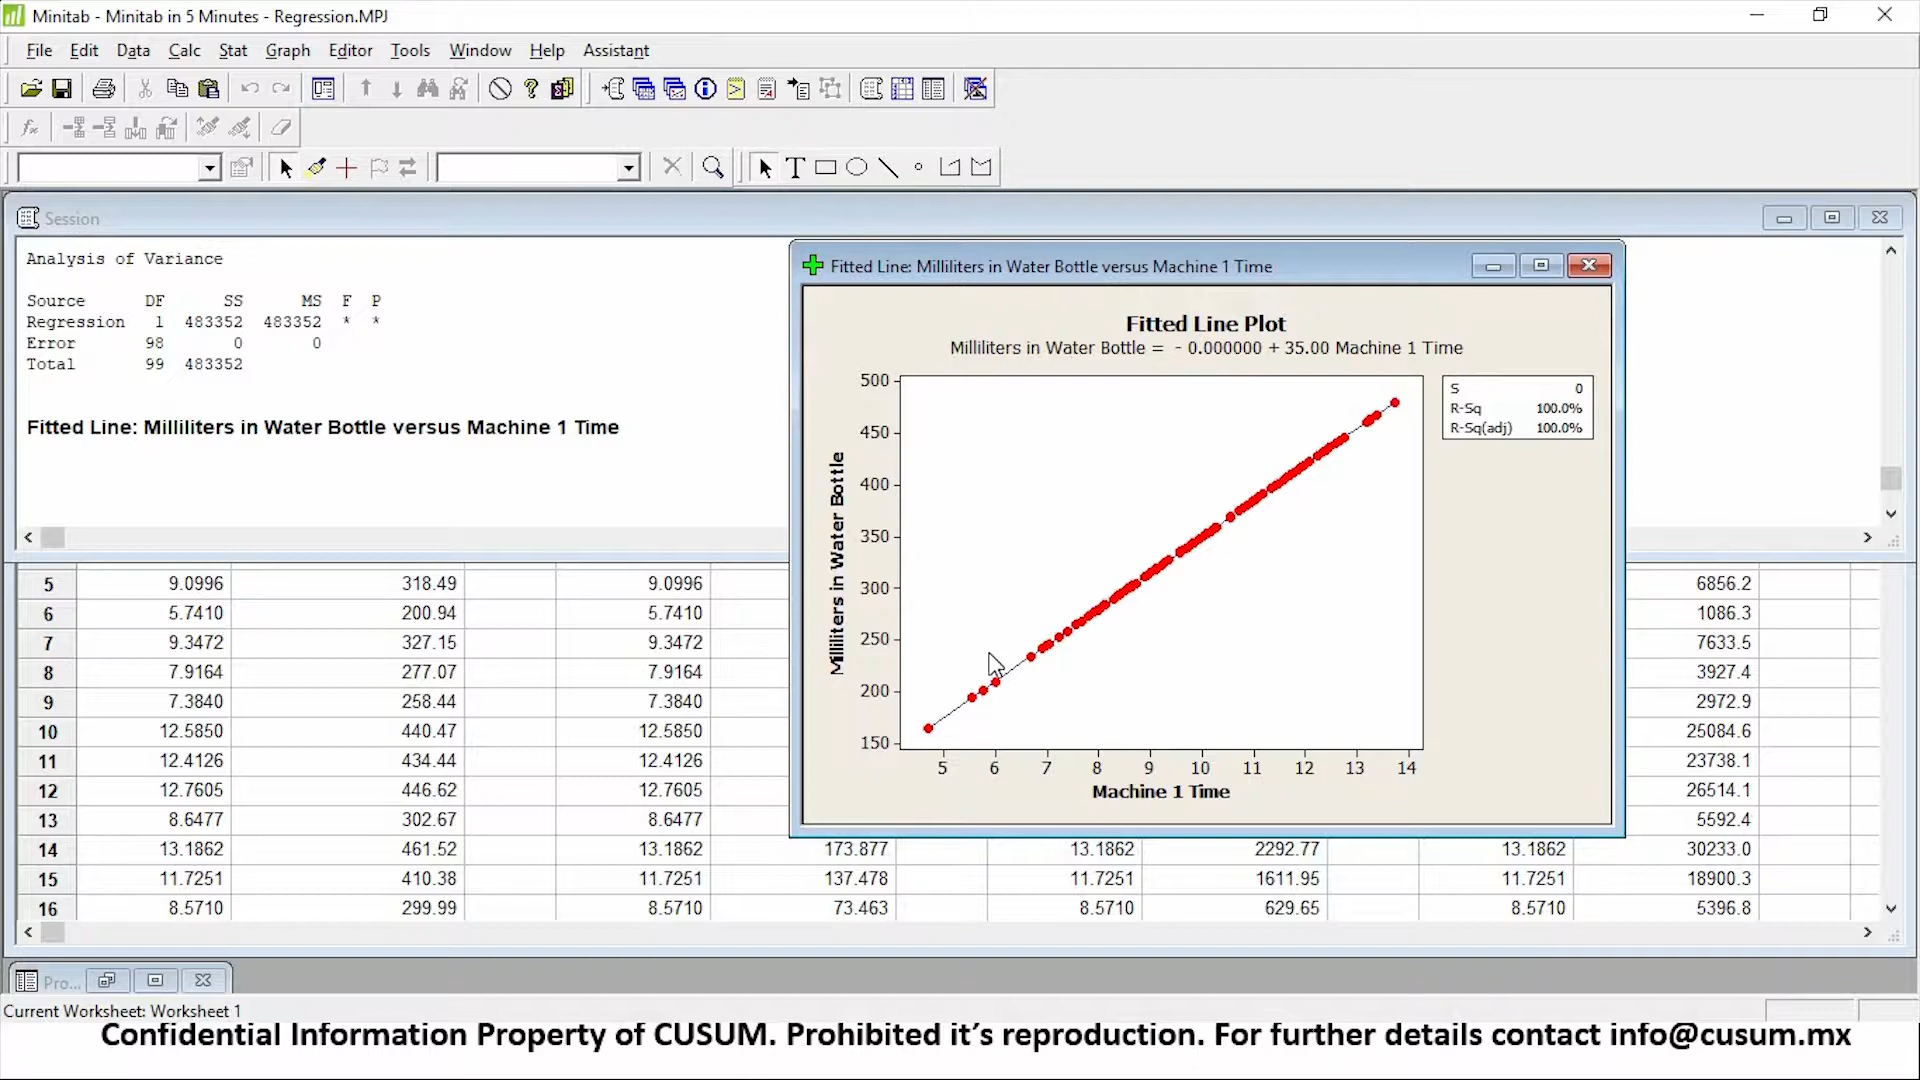 Minitab - Minitab in 5 Minutes - Regression.MPJ
File Edit Data Calc Stat Graph Editor Tools Window Help Assistant
Session
Analysis of Variance
Source DF SS MS F P
Regression 1 483352 483352 * *
Error 98 0 0
Total 99 483352
Fitted Line: Milliliters in Water Bottle versus Machine 1 Time
Fitted Line: Milliliters in Water Bottle versus Machine 1 Time
Fitted Line Plot
Milliliters in Water Bottle = - 0.000000 + 35.00 Machine 1 Time
S 0
R-Sq 100.0%
R-Sq(adj) 100.0%
Milliliters in Water Bottle
500
450
400
350
300
250
200
150
5 6 7 8 9 10 11 12 13 14
Machine 1 Time
5 9.0996 318.49 9.0996 6856.2
6 5.7410 200.94 5.7410 1086.3
7 9.3472 327.15 9.3472 7633.5
8 7.9164 277.07 7.9164 3927.4
9 7.3840 258.44 7.3840 2972.9
10 12.5850 440.47 12.5850 25084.6
11 12.4126 434.44 12.4126 23738.1
12 12.7605 446.62 12.7605 26514.1
13 8.6477 302.67 8.6477 5592.4
14 13.1862 461.52 13.1862 173.877 13.1862 2292.77 13.1862 30233.0
15 11.7251 410.38 11.7251 137.478 11.7251 1611.95 11.7251 18900.3
16 8.5710 299.99 8.5710 73.463 8.5710 629.65 8.5710 5396.8
Pro...
Current Worksheet: Worksheet 1
Confidential Information Property of CUSUM. Prohibited it's reproduction. For further details contact info@cusum.mx